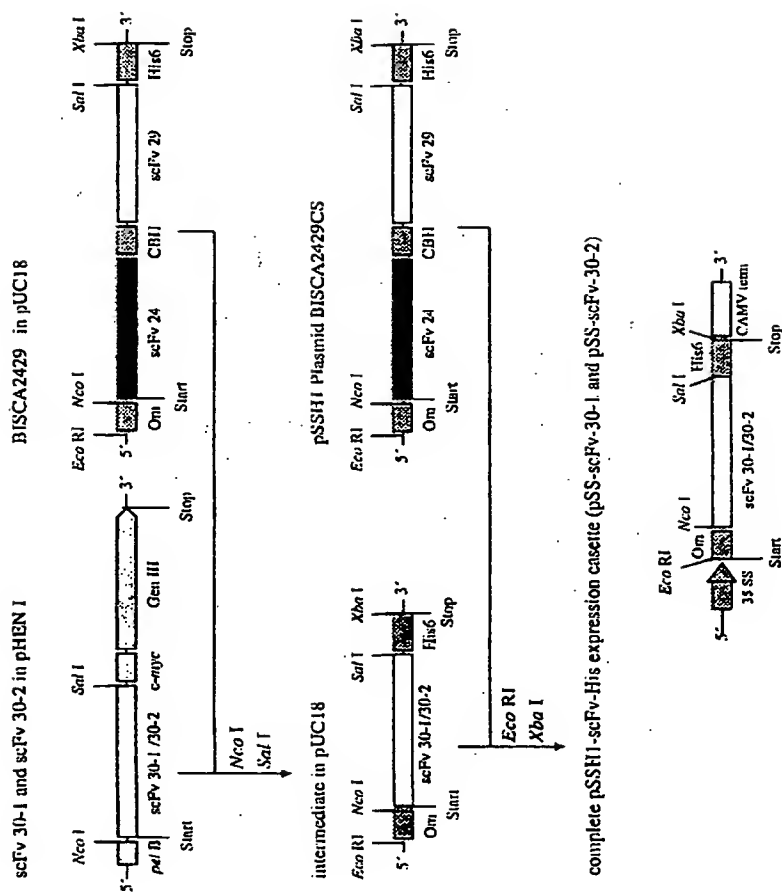 scFv 30-1 and scFv 30-2 in pHEN I
Nco I
Sal I
5´
3´
pel B
scFv 30-1/30-2
c-myc
Gen III
Start
Stop
BISCA2429 in pUC18
Eco RI
Nco I
Sal I
Xba I
5´
3´
Om
scFv 24
CBHI
scFv 29
His6
Start
Stop
Nco I
Sal I
intermediate in pUC18
Eco RI
Nco I
Sal I
Xba I
5´
3´
Om
scFv 30-1/30-2
His6
Start
Stop
pSSH1 Plasmid BISCA2429CS
Eco RI
Nco I
Sal I
Xba I
5´
3´
Om
scFv 24
CBHI
scFv 29
His6
Start
Stop
Eco RI
Xba I
complete pSSH1-scFv-His expression casette (pSS-scFv-30-1 and pSS-scFv-30-2)
Eco RI
Om
Nco I
Sal I
His6
Xba I
5´
3´
35 SS
scFv 30-1/30-2
CAMV term
Start
Stop